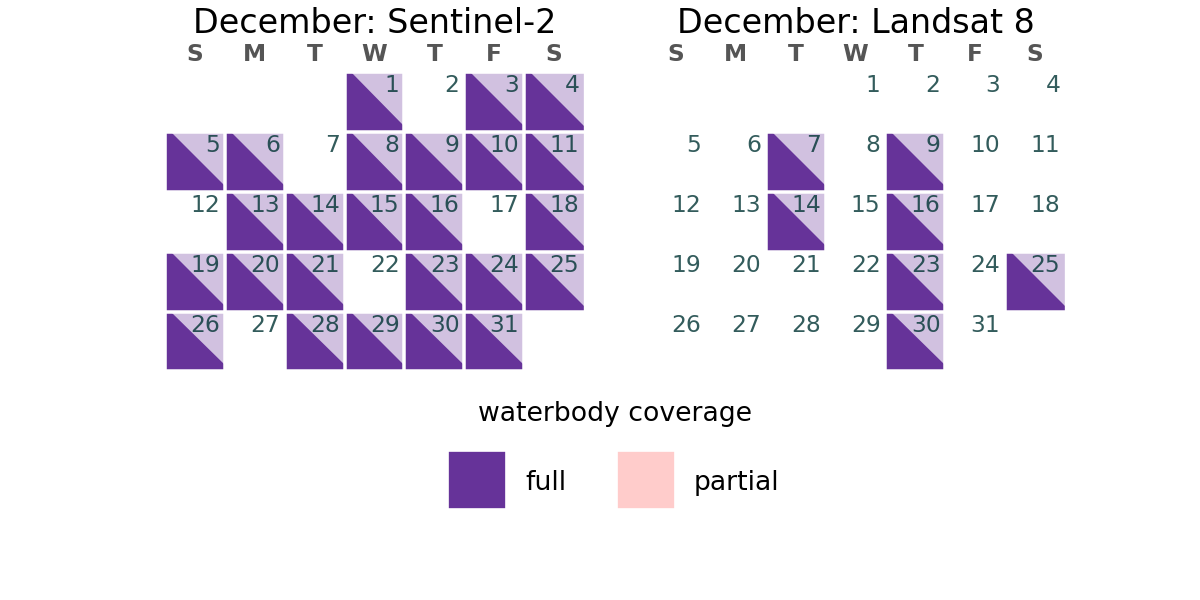 December: Sentinel-2
S M T W T F S
1 2 3 4
5 6 7 8 9 10 11
12 13 14 15 16 17 18
19 20 21 22 23 24 25
26 27 28 29 30 31
December: Landsat 8
S M T W T F S
1 2 3 4
5 6 7 8 9 10 11
12 13 14 15 16 17 18
19 20 21 22 23 24 25
26 27 28 29 30 31
waterbody coverage
full partial